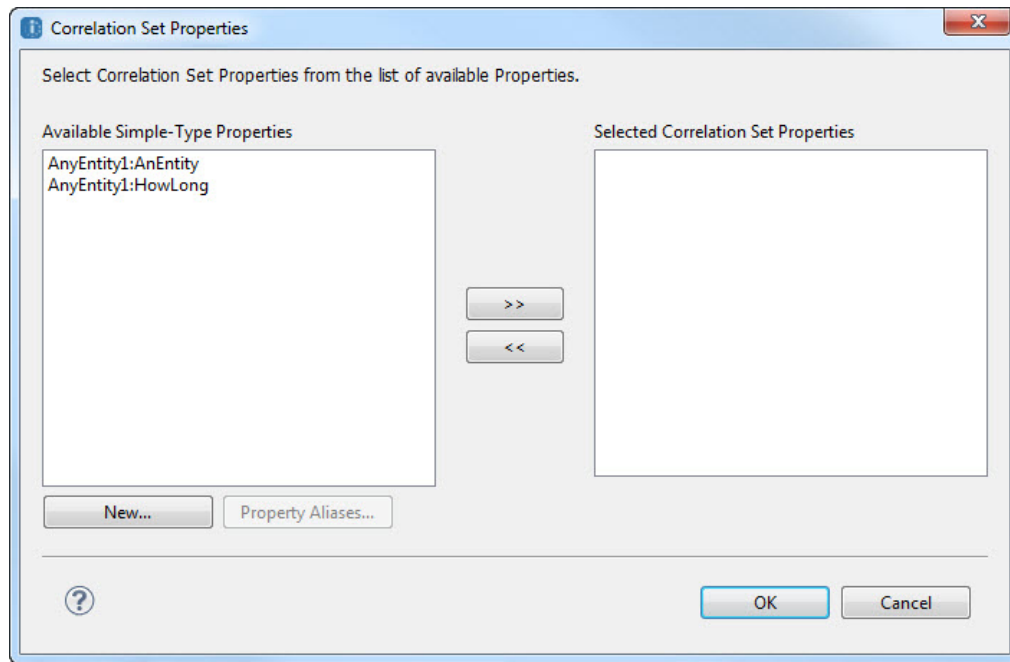 Correlation Set Properties
Select Correlation Set Properties from the list of available Properties.
Available Simple-Type Properties
AnyEntity1:AnEntity
AnyEntity1:HowLong
>>
<<
Selected Correlation Set Properties
New...
Property Aliases...
?
OK
Cancel